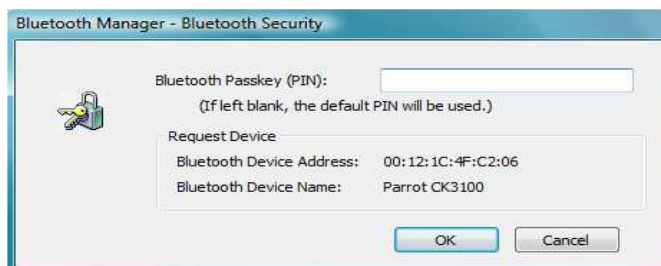 Bluetooth Manager - Bluetooth Security
Bluetooth Passkey (PIN):
(If left blank, the default PIN will be used.)
Request Device
Bluetooth Device Address: 00:12:1C:4F:C2:06
Bluetooth Device Name: Parrot CK3100
OK Cancel